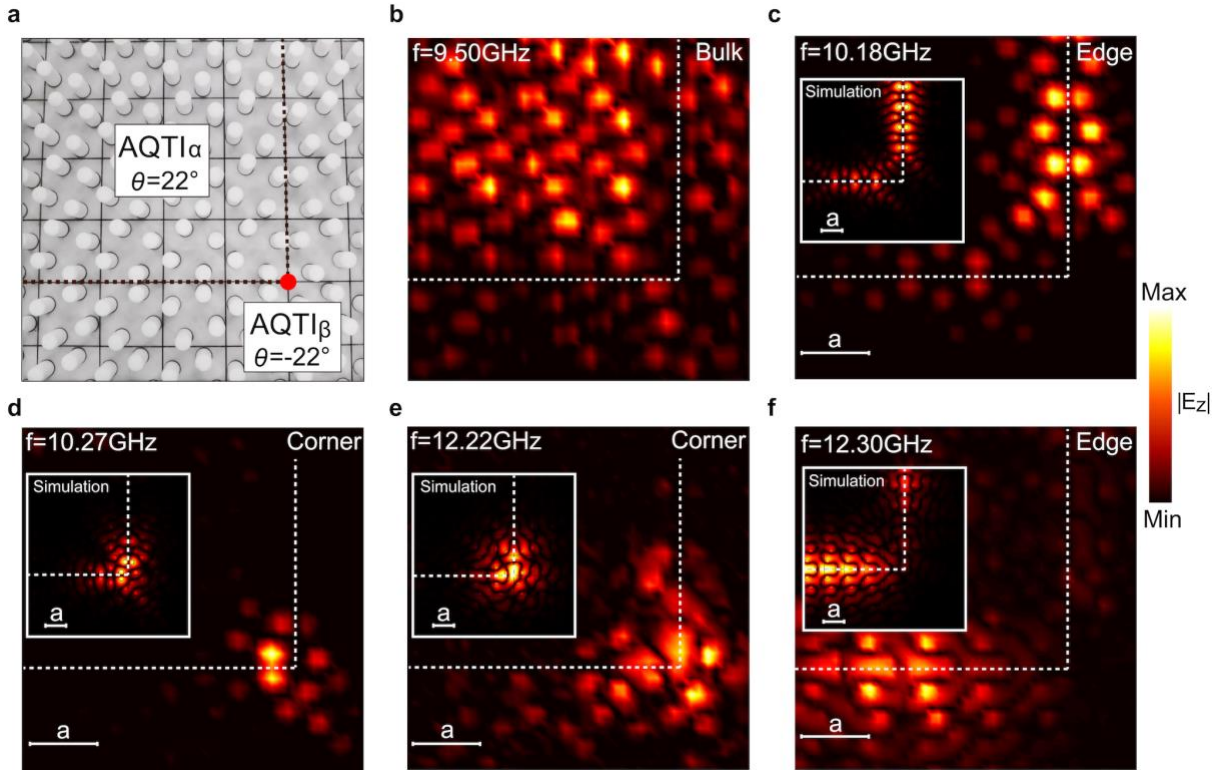 a
AQTIα
θ=22°
AQTIβ
θ=-22°
b
f=9.50GHz Bulk
c
f=10.18GHz Edge
Simulation
a
a
Max
|Ez|
Min
d
f=10.27GHz Corner
Simulation
a
a
e
f=12.22GHz Corner
Simulation
a
a
f
f=12.30GHz Edge
Simulation
a